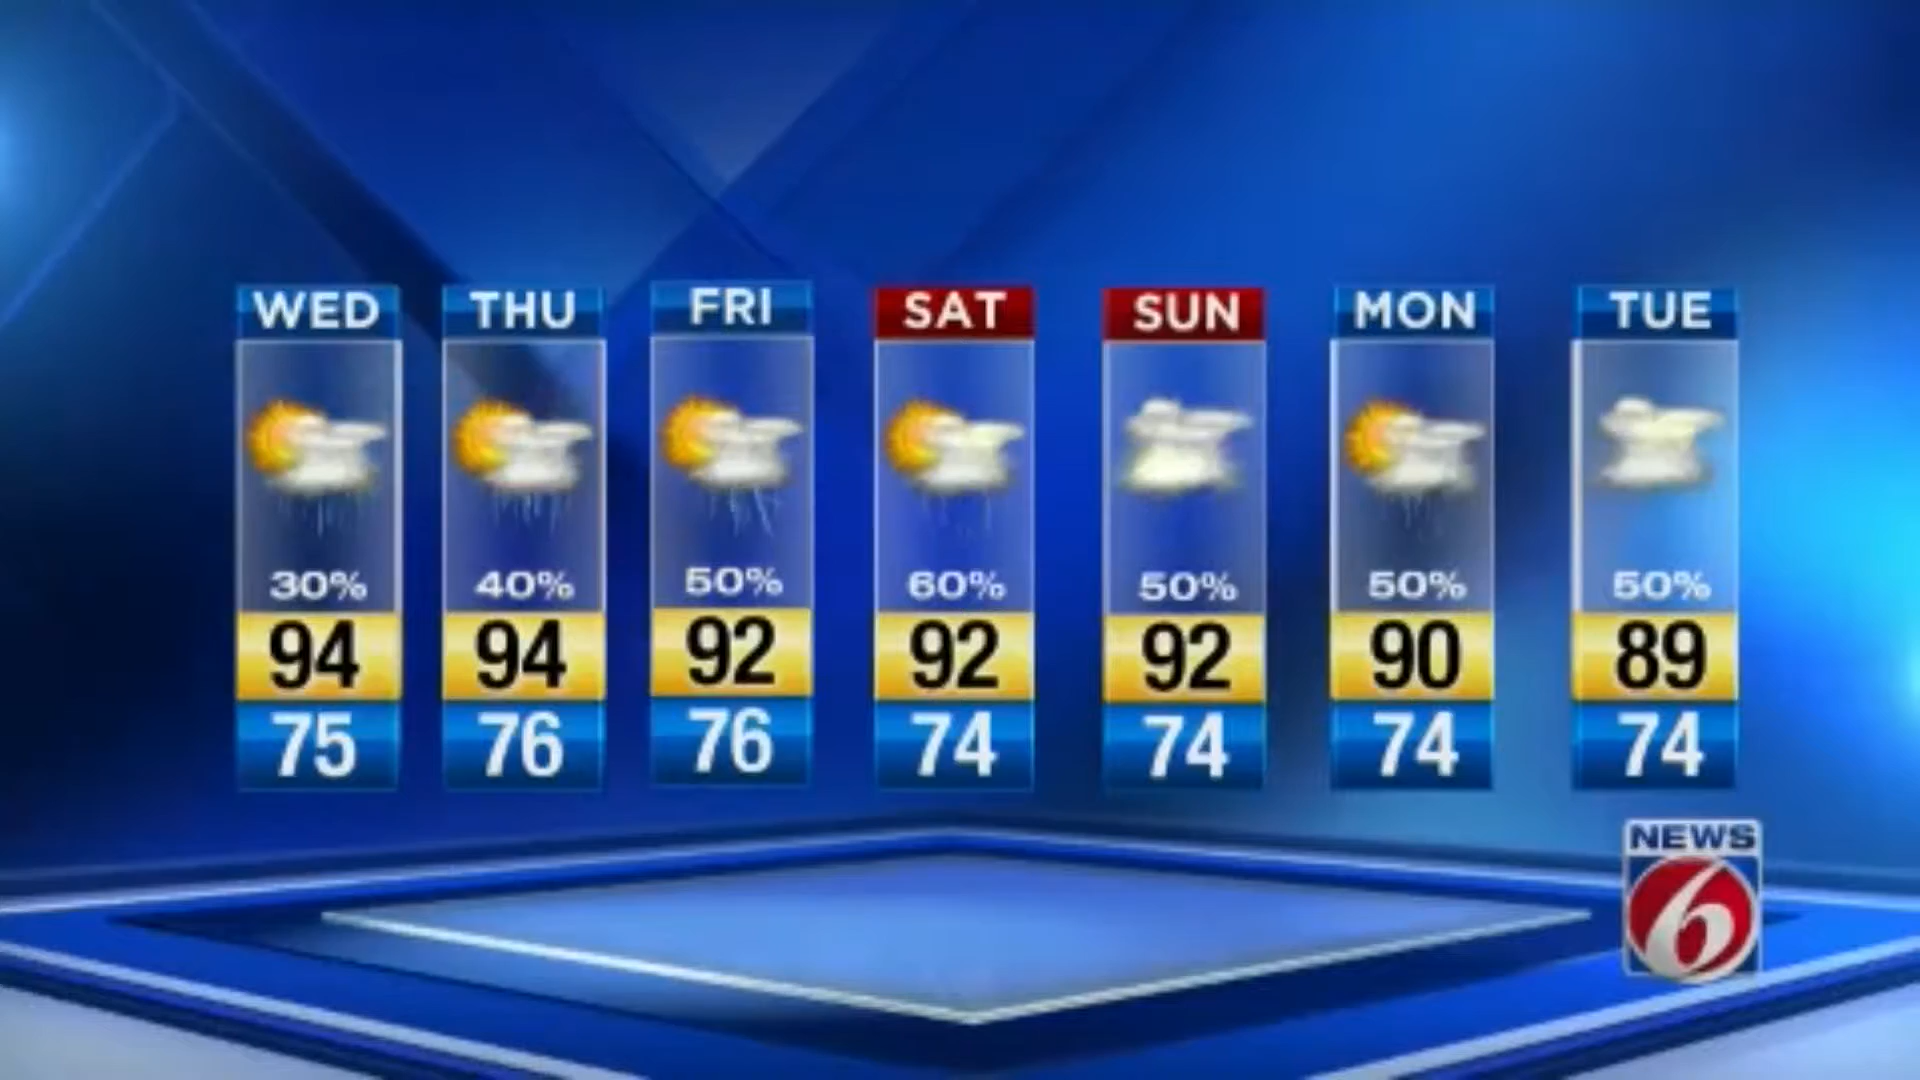 WED THU FRI SAT SUN MON TUE
30% 40% 50% 60% 50% 50% 50%
94 94 92 92 92 90 89
75 76 76 74 74 74 74
NEWS
6